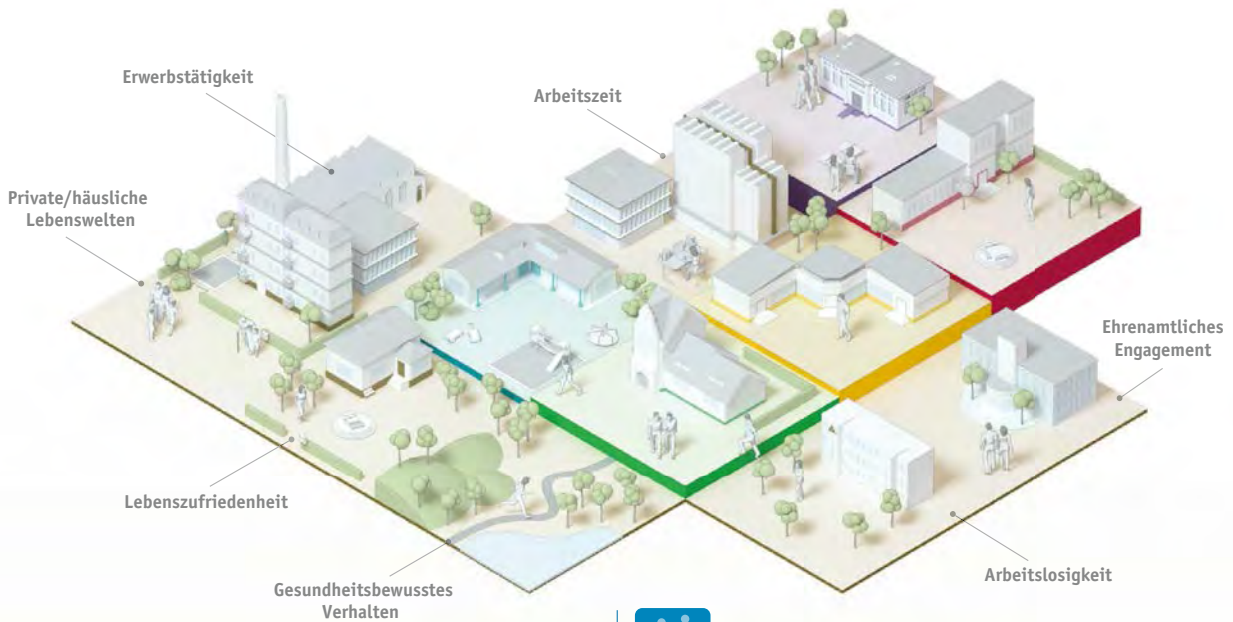 Erwerbstätigkeit
Arbeitszeit
Private/häusliche
Lebenswelten
Ehrenamtliches
Engagement
Lebenszufriedenheit
Arbeitslosigkeit
Gesundheitsbewusstes
Verhalten